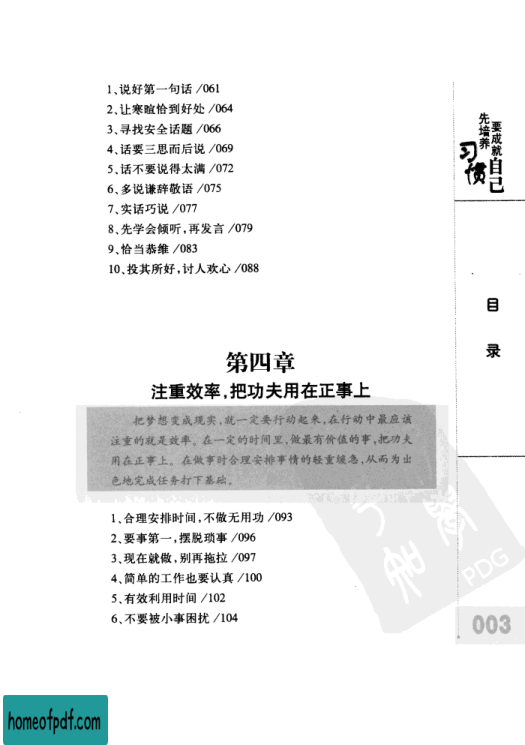 1、说好第一句话 /061
2、让寒暄恰到好处 /064
3、寻找安全话题 /066
4、话要三思而后说 /069
5、话不要说得太满 /072
6、多说谦辞敬语 /075
7、实话巧说 /077
8、先学会倾听,再发言 /079
9、恰当恭维 /083
10、投其所好,讨人欢心 /088
要成就自己
先培养习惯
目录
第四章
注重效率,把功夫用在正事上
把梦想变成现实,就一定要行动起来,在行动中最应该
注重的就是效率。在一定的时间里,做最有价值的事,把功夫
用在正事上。在做事时合理安排事情的轻重缓急,从而为出
色地完成任务打下基础。
1、合理安排时间,不做无用功 /093
2、要事第一,摆脱琐事 /096
3、现在就做,别再拖拉 /097
4、简单的工作也要认真 /100
5、有效利用时间 /102
6、不要被小事困扰 /104
PDG
003
homeofpdf.com